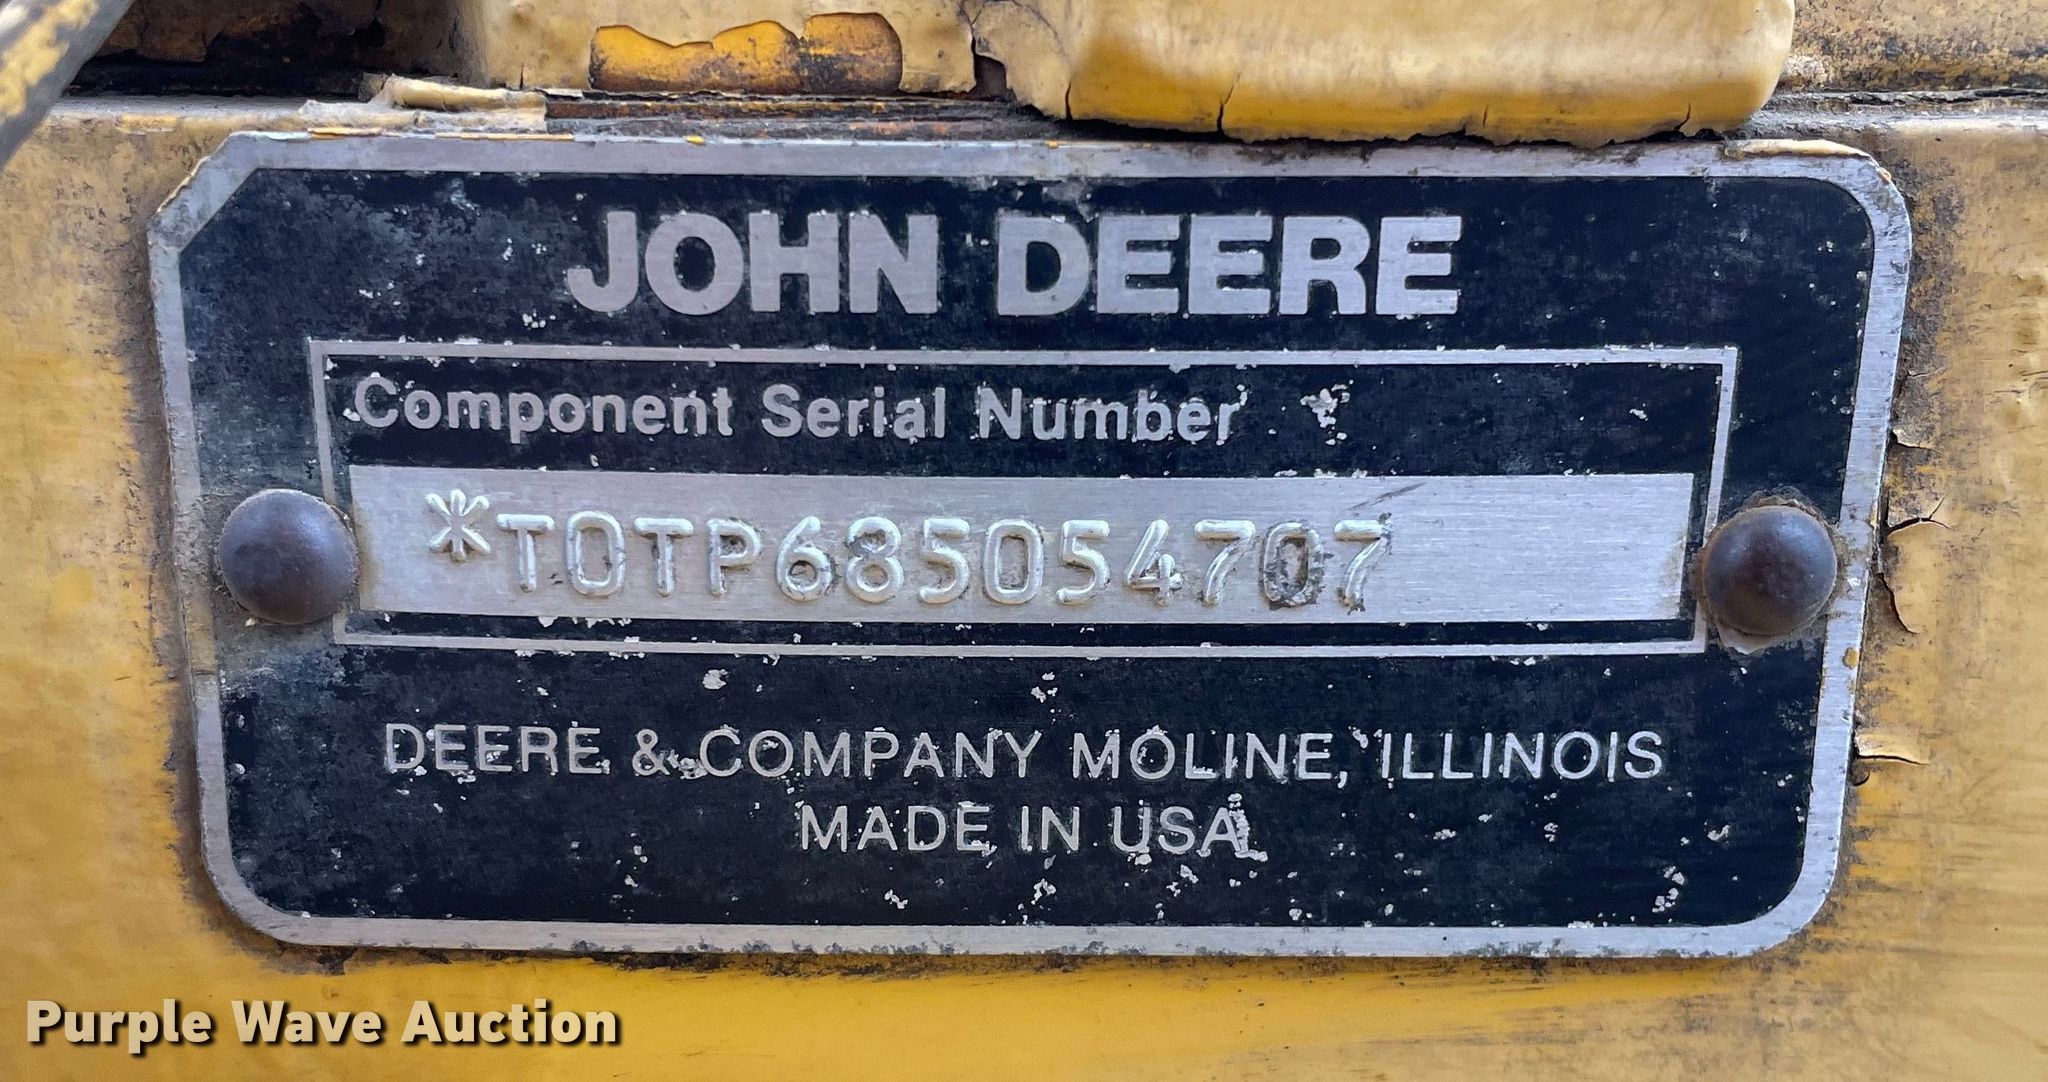 JOHN DEERE
Component Serial Number
*T0TP685054707
DEERE & COMPANY MOLINE, ILLINOIS
MADE IN USA
Purple Wave Auction